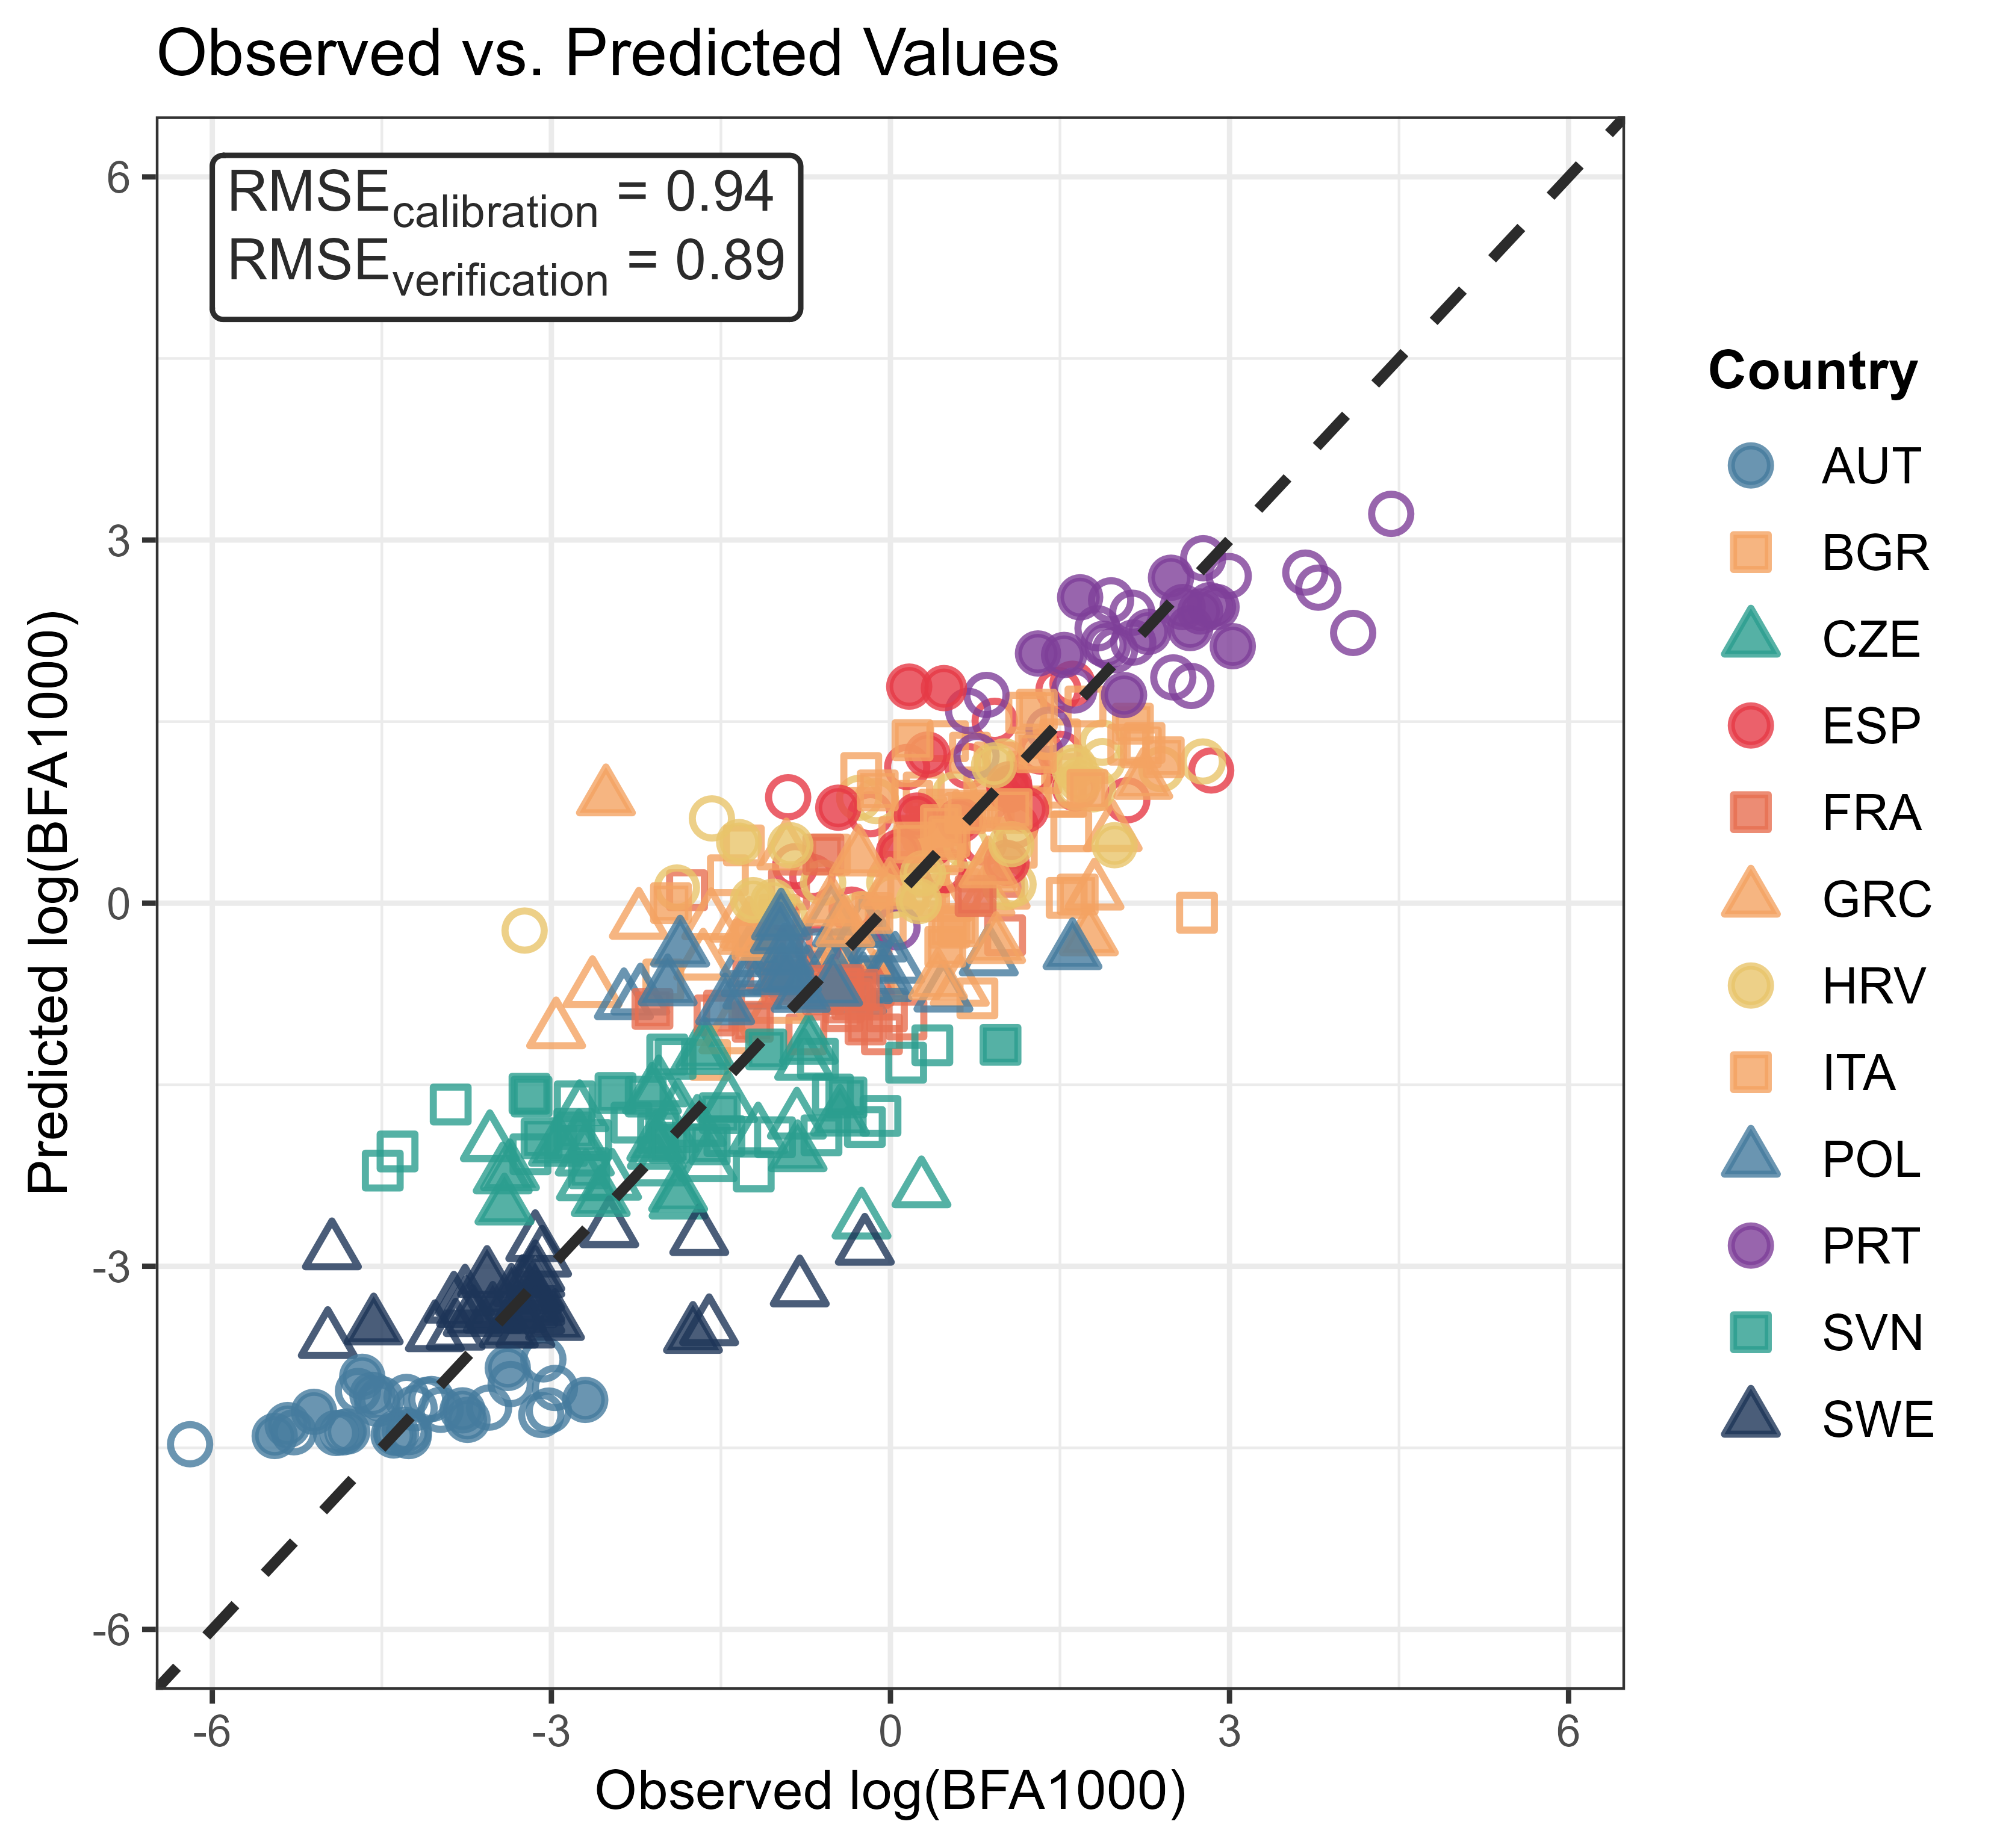 Observed vs. Predicted Values
RMSEcalibration = 0.94
RMSEverification = 0.89
Predicted log(BFA1000)
6
3
0
-3
-6
-6
-3
0
3
6
Observed log(BFA1000)
Country
AUT
BGR
CZE
ESP
FRA
GRC
HRV
ITA
POL
PRT
SVN
SWE